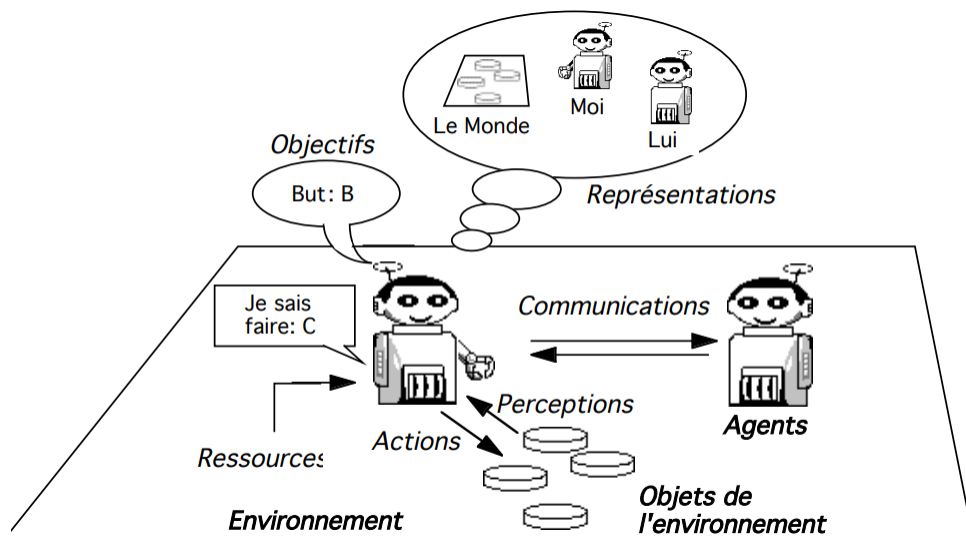 Le Monde
Moi
Lui
Objectifs
But: B
Représentations
Je sais
faire: C
Communications
Perceptions
Actions
Agents
Ressources
Environnement
Objets de
l'environnement